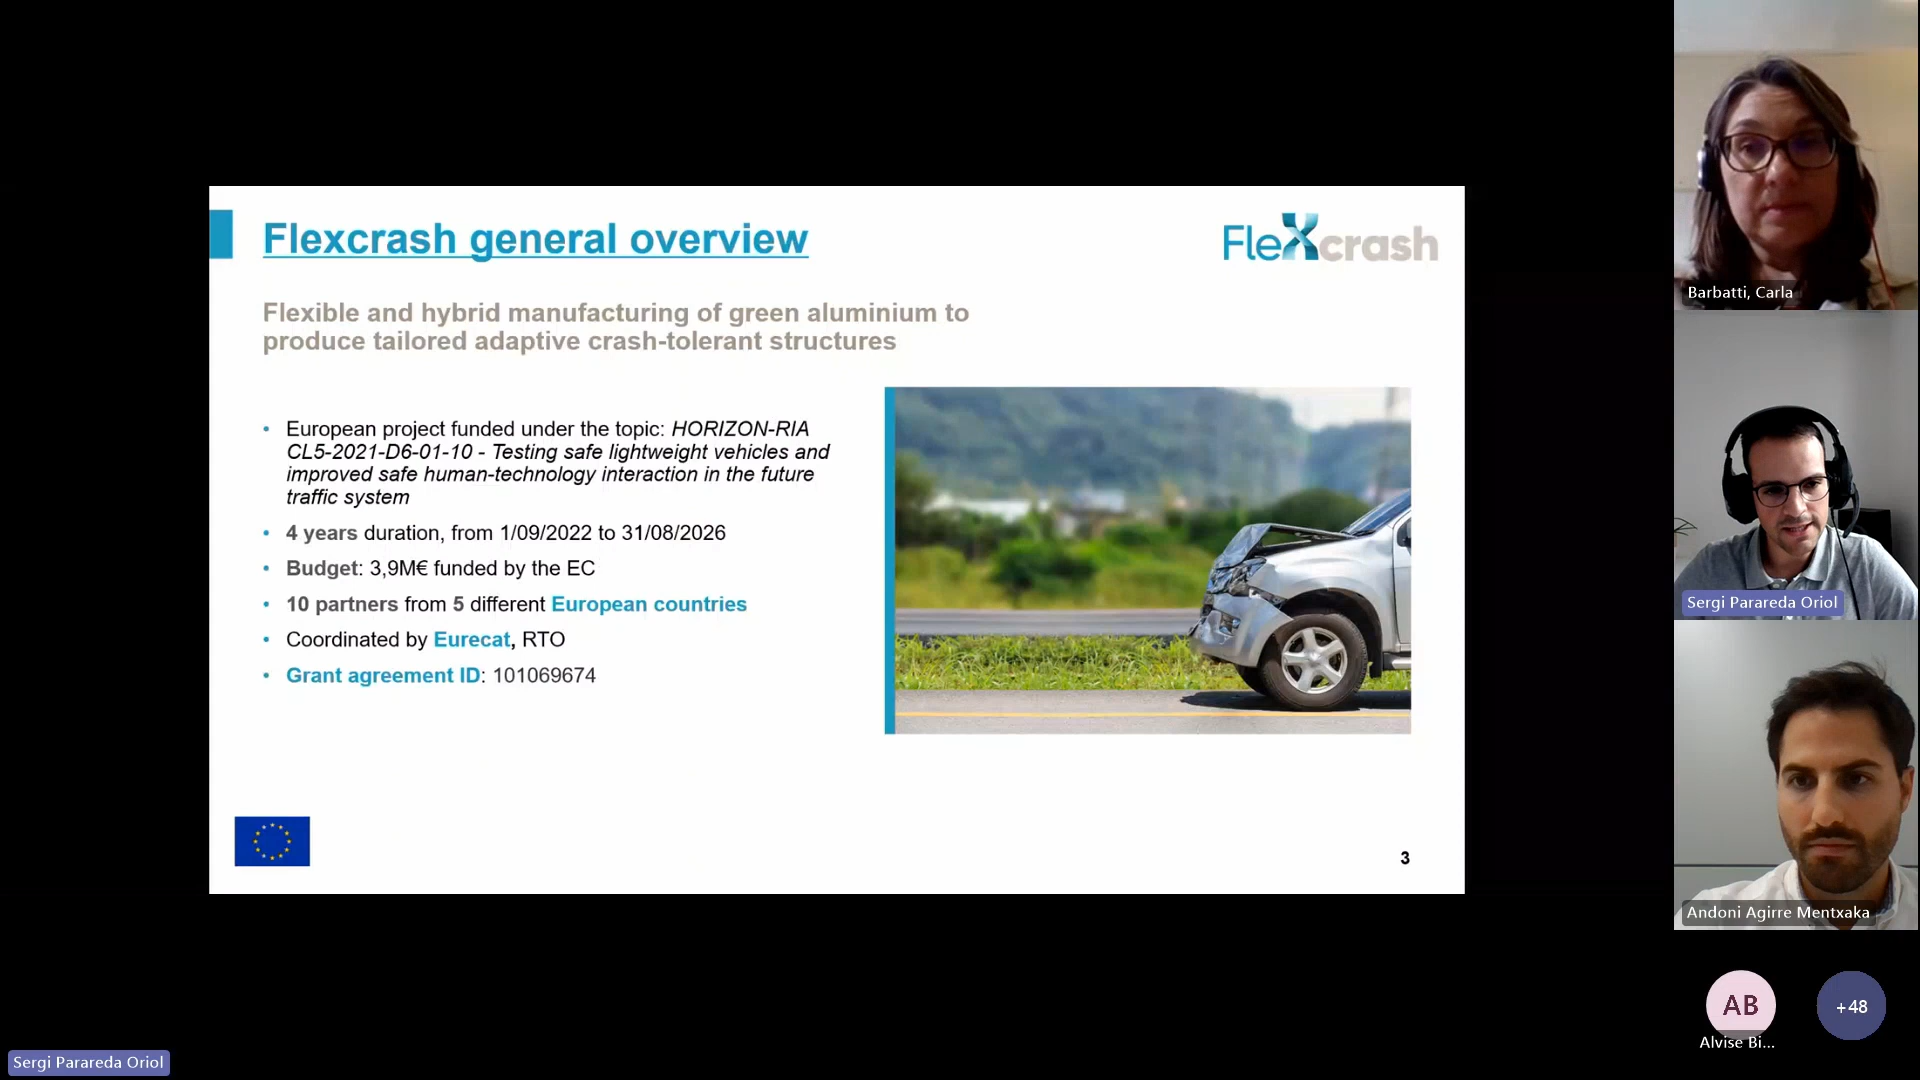 Flexcrash general overview
FleXcrash
Flexible and hybrid manufacturing of green aluminium to
produce tailored adaptive crash-tolerant structures
• European project funded under the topic: HORIZON-RIA
CL5-2021-D6-01-10 - Testing safe lightweight vehicles and
improved safe human-technology interaction in the future
traffic system
• 4 years duration, from 1/09/2022 to 31/08/2026
• Budget: 3,9M€ funded by the EC
• 10 partners from 5 different European countries
• Coordinated by Eurecat, RTO
• Grant agreement ID: 101069674
3
Barbatti, Carla
Sergi Parareda Oriol
Andoni Agirre Mentxaka
AB
+48
Alvise Bi...
Sergi Parareda Oriol